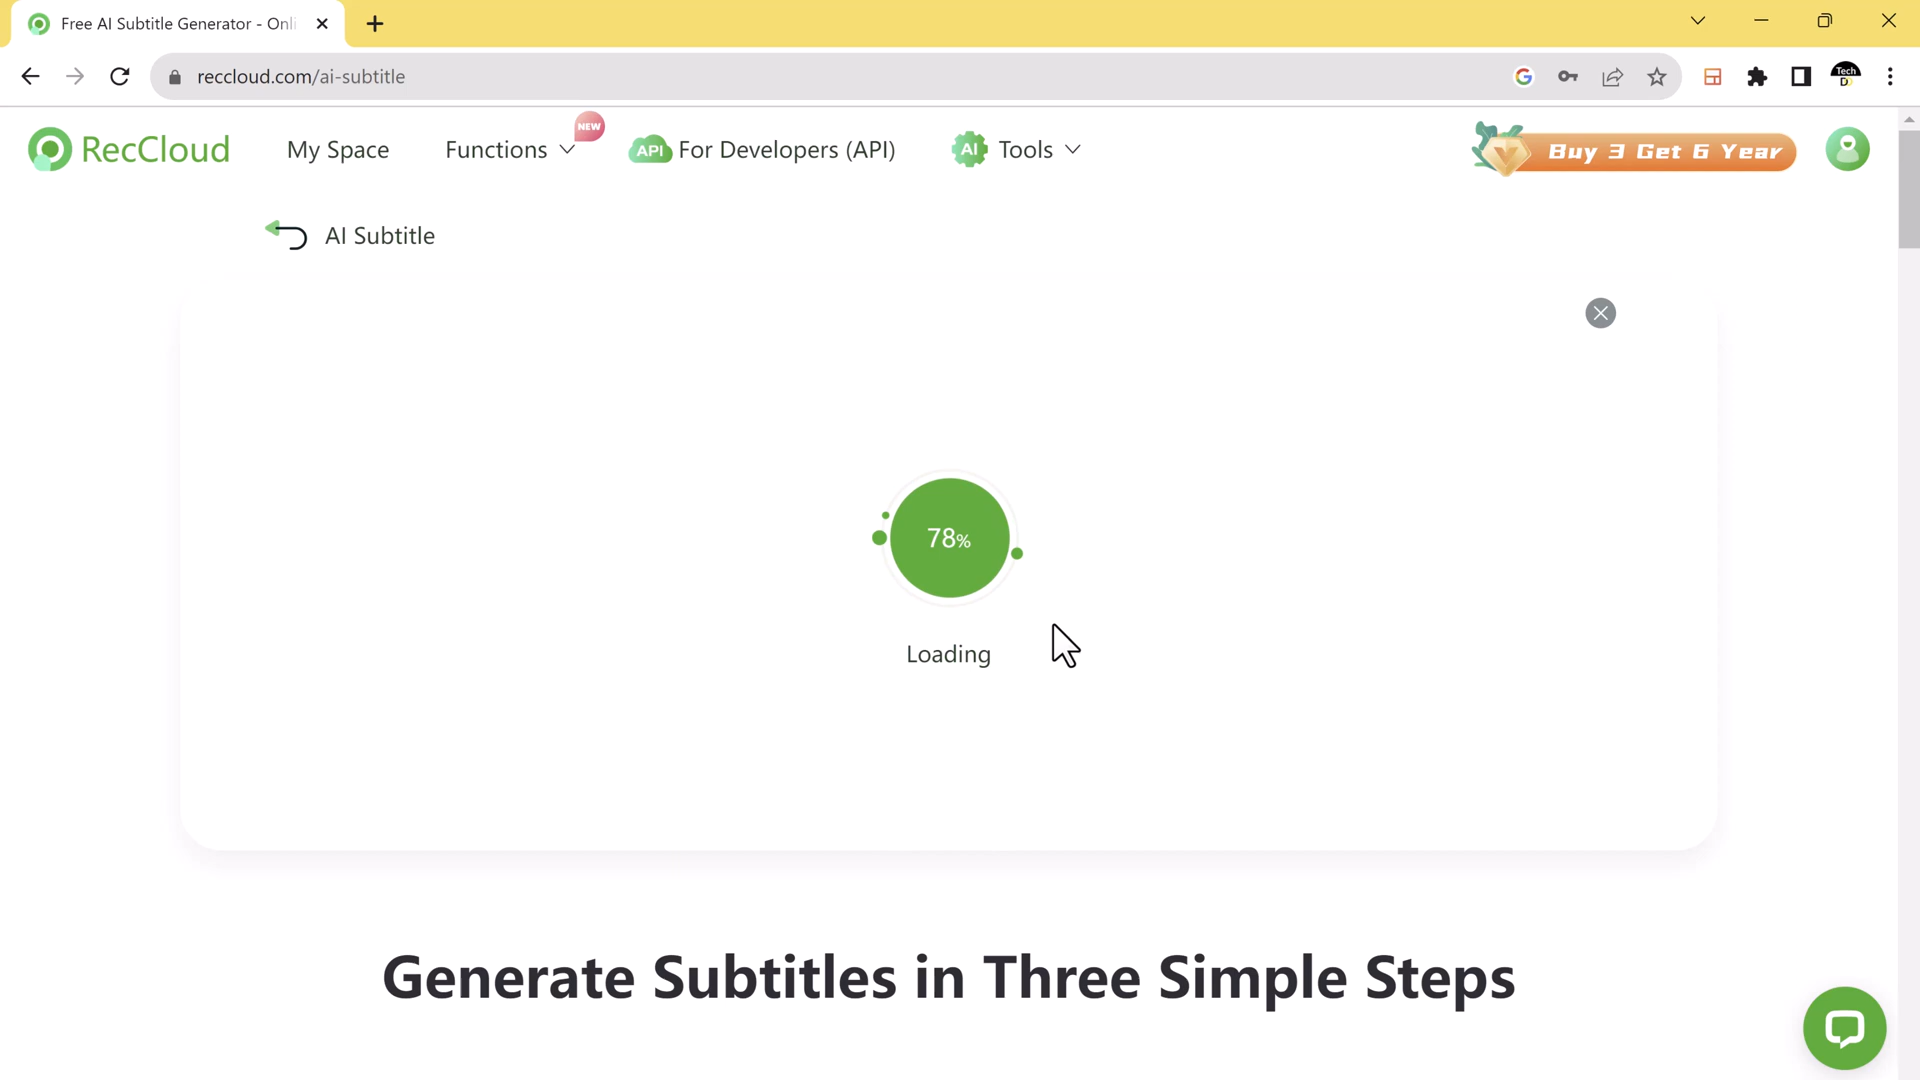 Free AI Subtitle Generator - Onli
reccloud.com/ai-subtitle
Tech
D
RecCloud
My Space
Functions
NEW
API
For Developers (API)
AI
Tools
Buy 3 Get 6 Year
AI Subtitle
78%
Loading
Generate Subtitles in Three Simple Steps